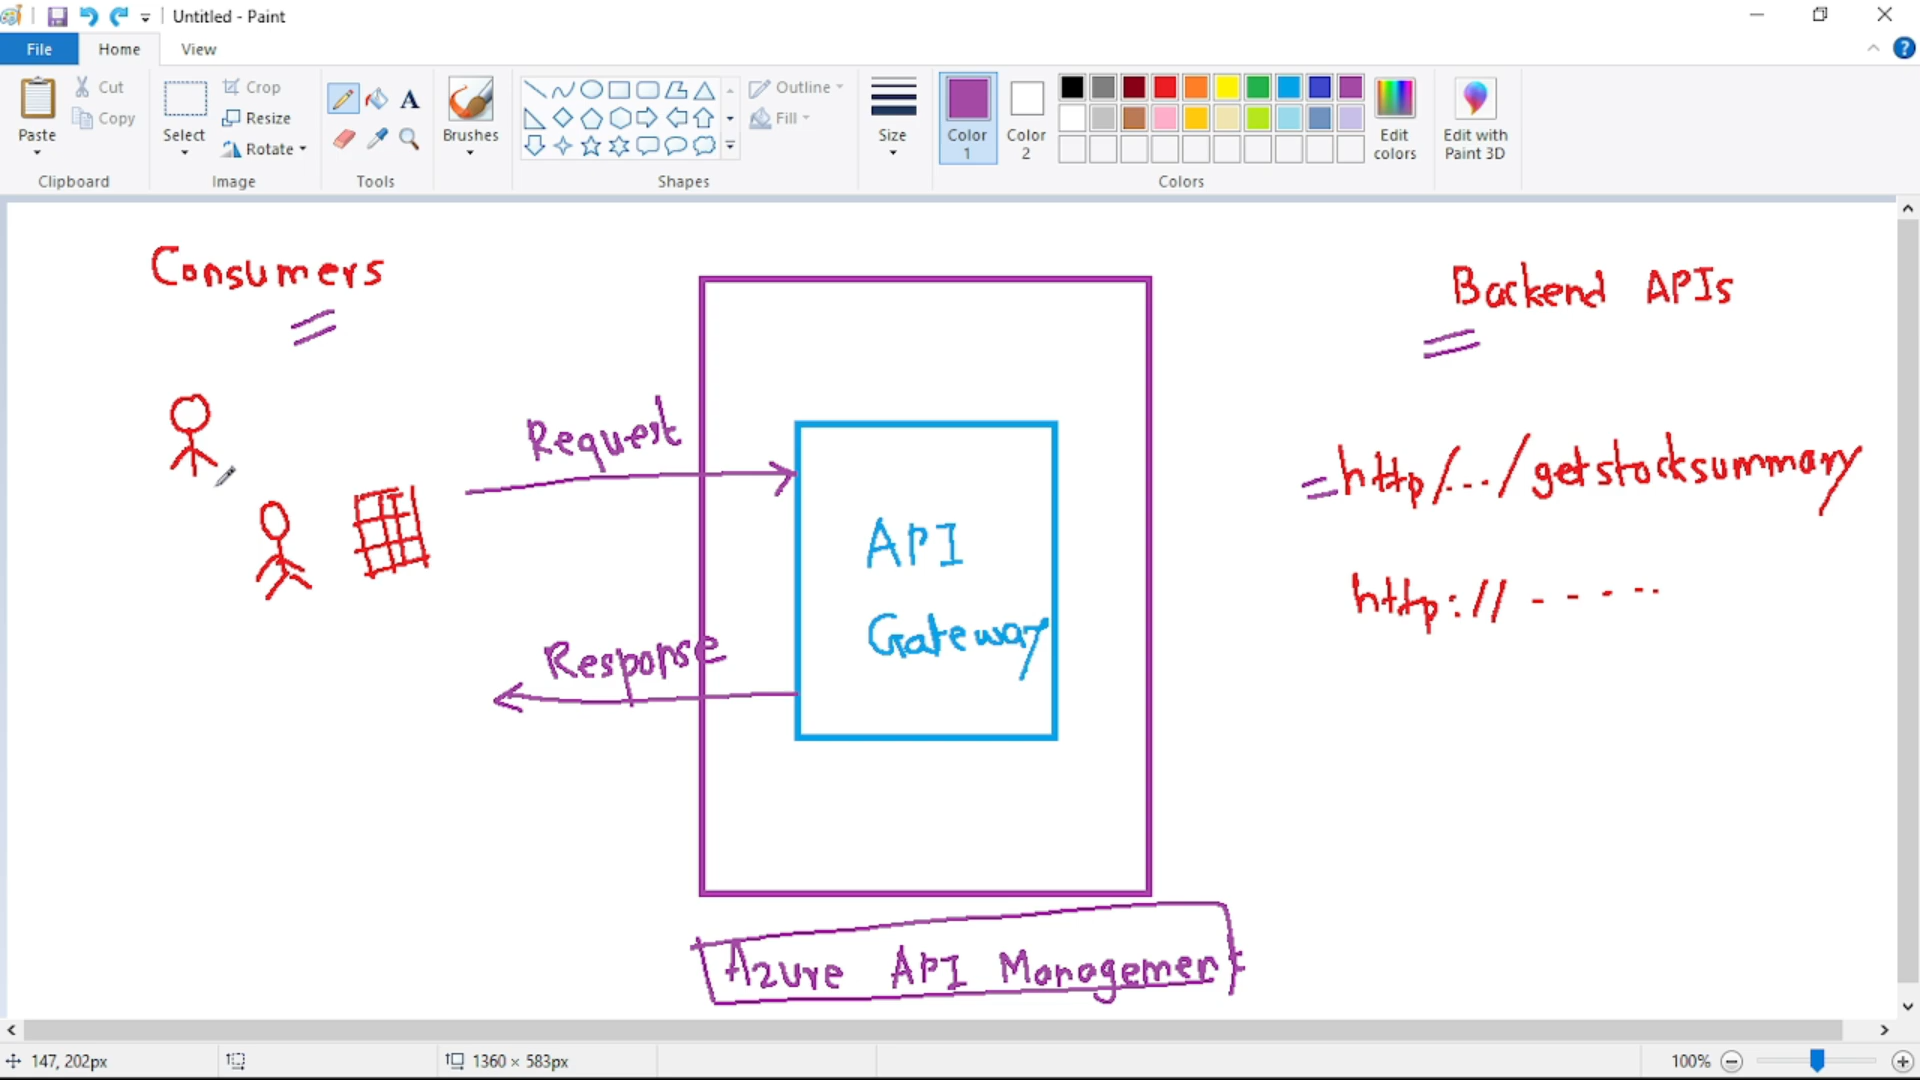 Untitled - Paint
File Home View
Paste
Cut
Copy
Clipboard
Select
Crop
Resize
Rotate
Image
Tools
Brushes
Shapes
Outline
Fill
Size
Color 1
Color 2
Edit colors
Colors
Edit with Paint 3D
Consumers
Backend APIs
Request
http/.../getstocksummary
API
Gateway
http://- - - - -
Response
Azure API Management
147, 202px
1360 × 583px
100%